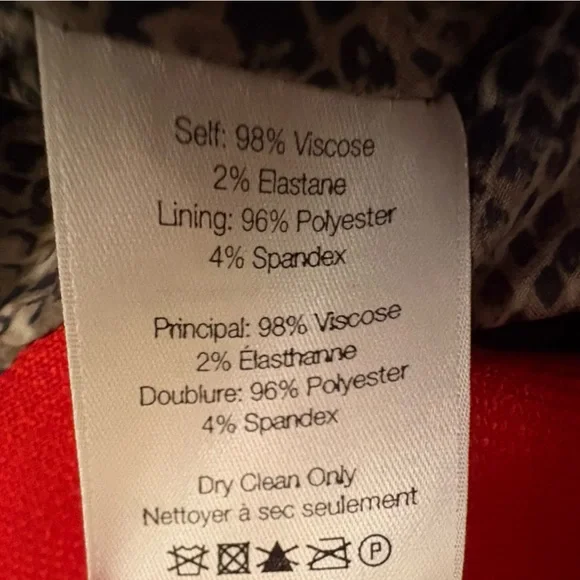 Self: 98% Viscose
2% Elastane
Lining: 96% Polyester
4% Spandex
Principal: 98% Viscose
2% Élasthanne
Doublure: 96% Polyester
4% Spandex
Dry Clean Only
Nettoyer à sec seulement
P